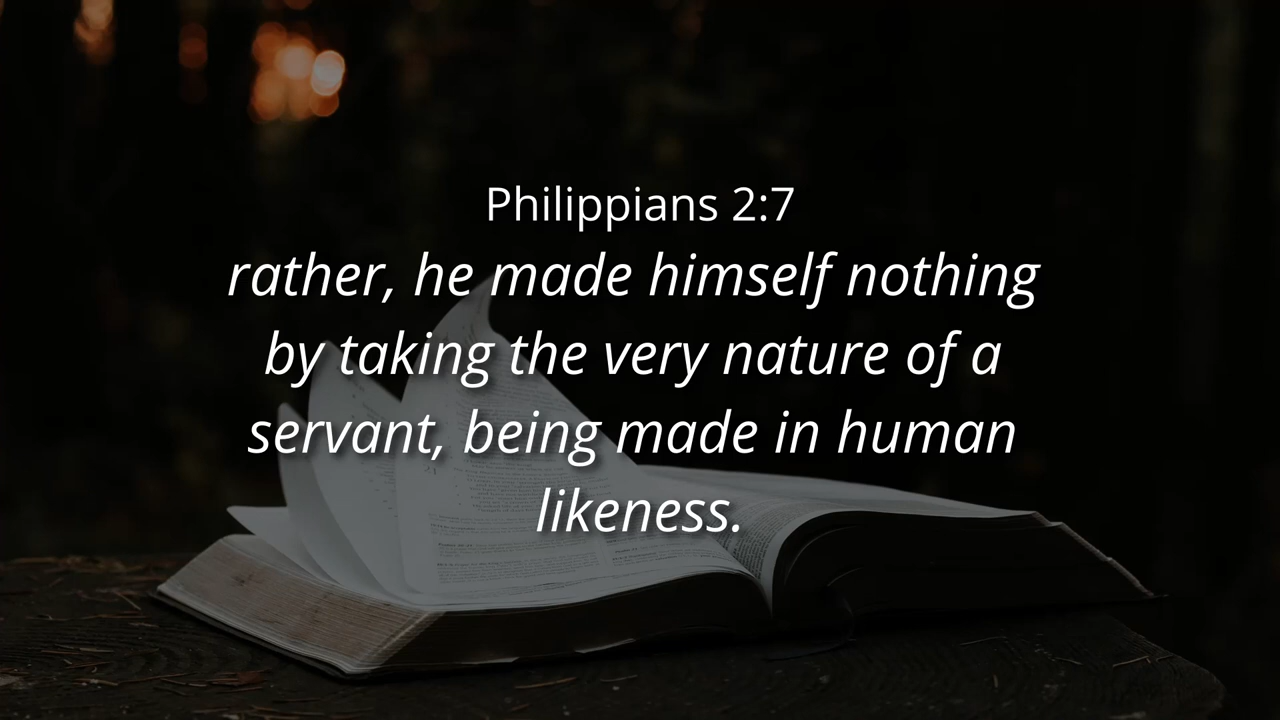 Philippians 2:7
rather, he made himself nothing
by taking the very nature of a
servant, being made in human
likeness.